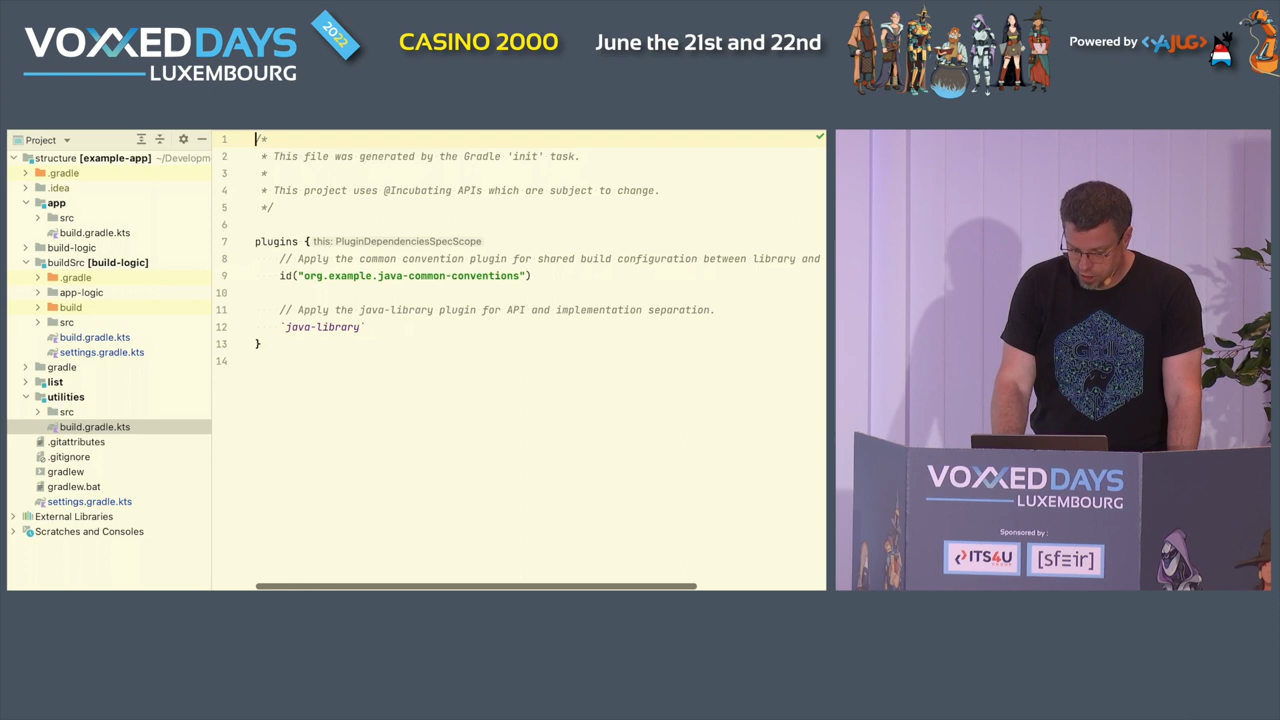 VOXXED DAYS
LUXEMBOURG
2022
CASINO 2000
June the 21st and 22nd
Powered by <YAJUG>
Project
structure [example-app] ~/Developm
.gradle
.idea
app
src
build.gradle.kts
build-logic
buildSrc [build-logic]
.gradle
app-logic
build
src
build.gradle.kts
settings.gradle.kts
gradle
list
utilities
src
build.gradle.kts
.gitattributes
.gitignore
gradlew
gradlew.bat
settings.gradle.kts
External Libraries
Scratches and Consoles
1 /*
2 * This file was generated by the Gradle 'init' task.
3 *
4 * This project uses @Incubating APIs which are subject to change.
5 */
6
7 plugins { this: PluginDependenciesSpecScope
8 // Apply the common convention plugin for shared build configuration between library and
9 id("org.example.java-common-conventions")
10
11 // Apply the java-library plugin for API and implementation separation.
12 `java-library`
13 }
14
VOXXED DAYS
LUXEMBOURG
Sponsored by :
ITS4U
[sfeir]